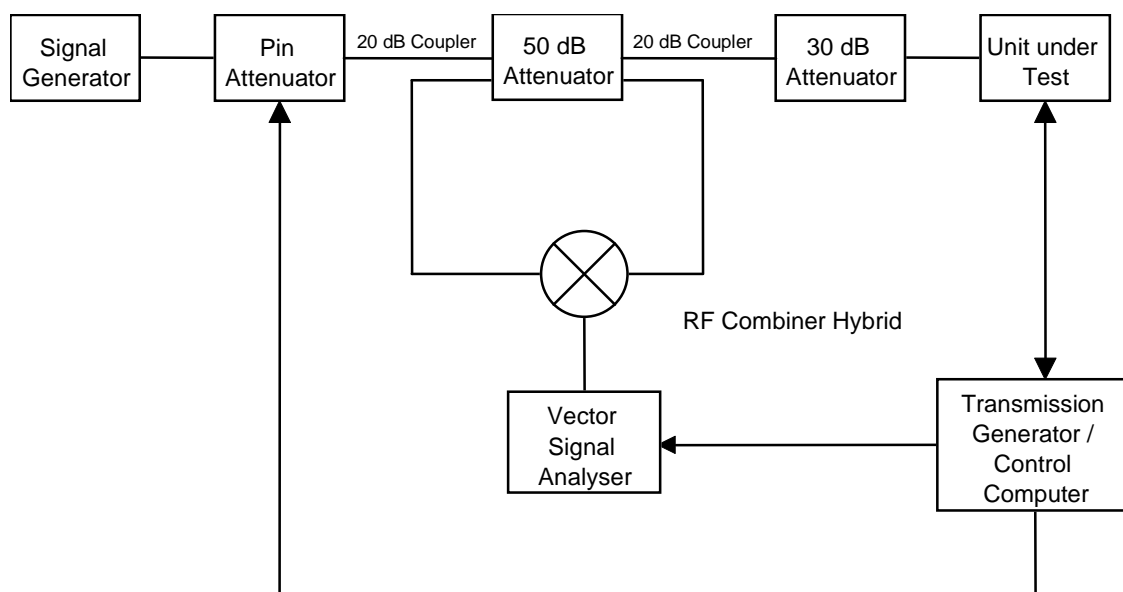 Signal
Generator
Pin
Attenuator
20 dB Coupler
50 dB
Attenuator
20 dB Coupler
30 dB
Attenuator
Unit under
Test
RF Combiner Hybrid
Vector
Signal
Analyser
Transmission
Generator /
Control
Computer